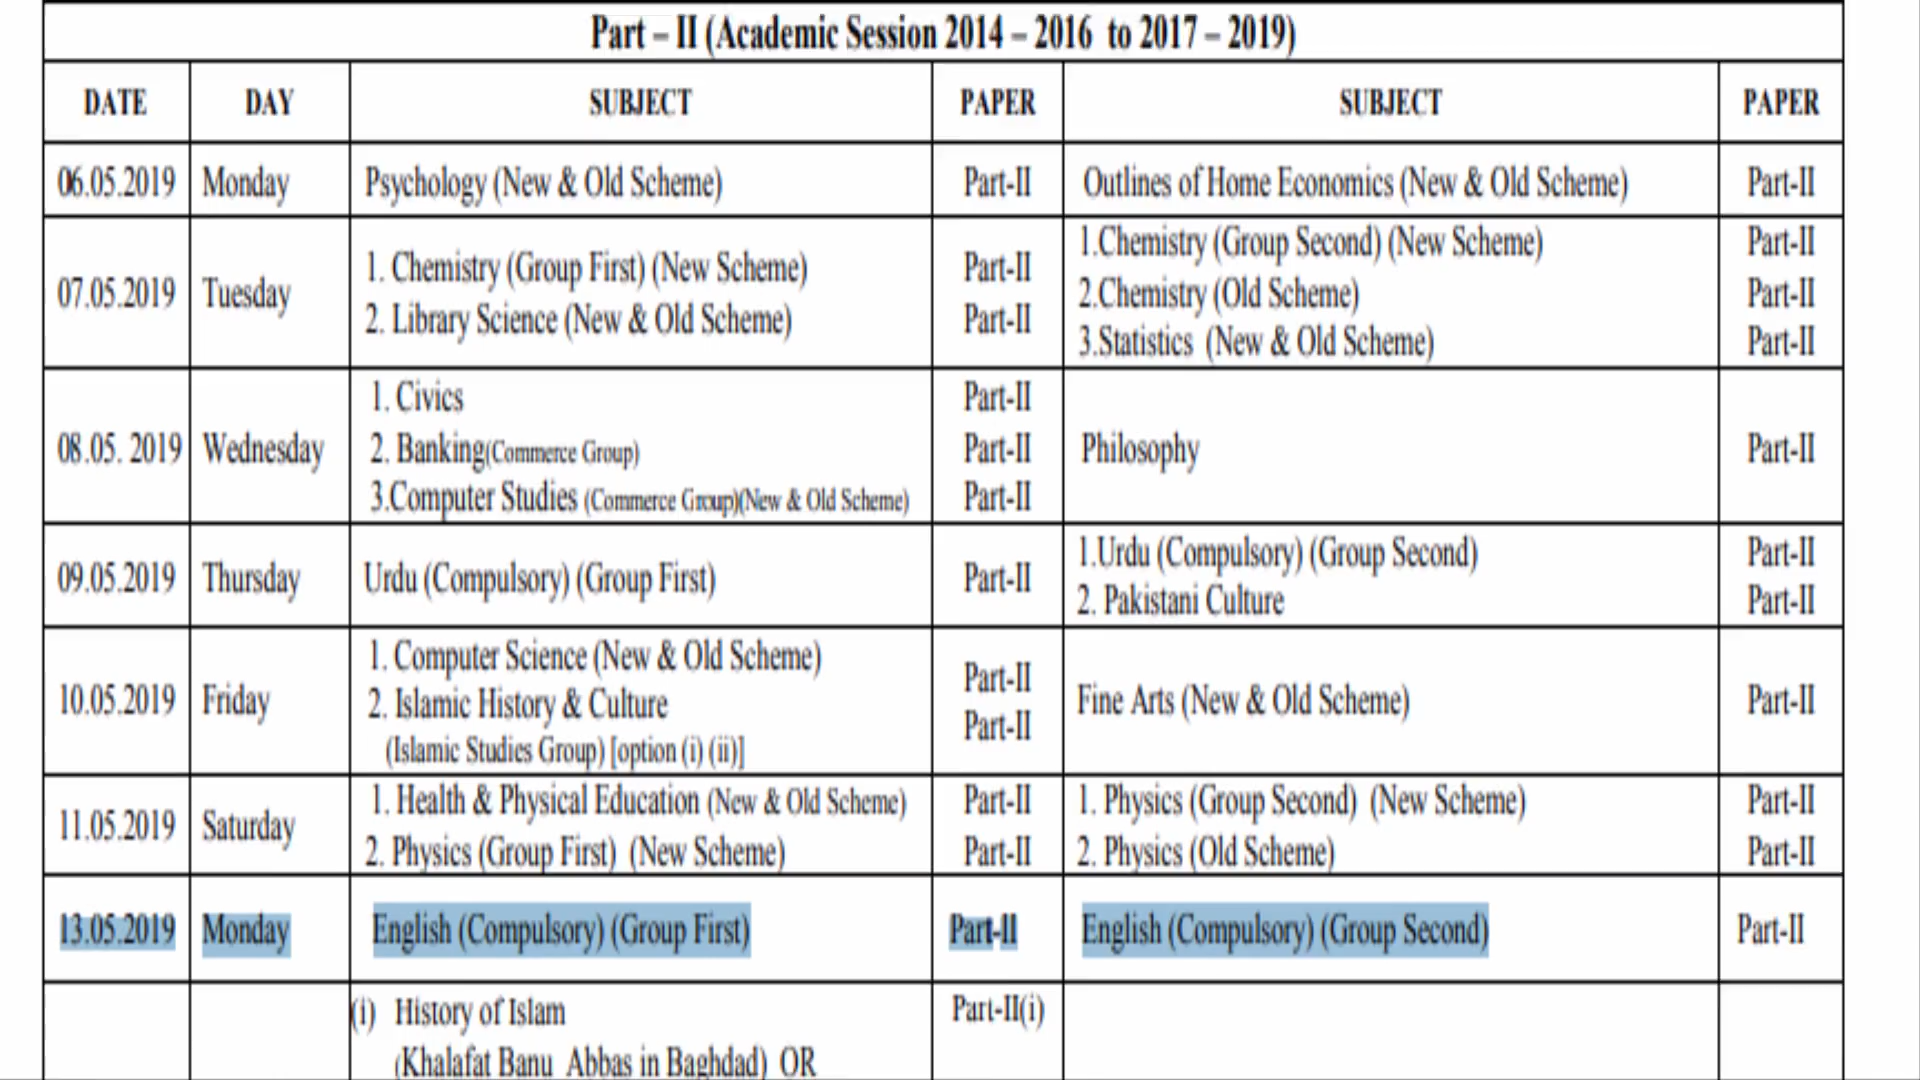 Part – II (Academic Session 2014 – 2016 to 2017 – 2019)
DATE DAY SUBJECT PAPER SUBJECT PAPER
06.05.2019 Monday Psychology (New & Old Scheme) Part-II Outlines of Home Economics (New & Old Scheme) Part-II
07.05.2019 Tuesday
1. Chemistry (Group First) (New Scheme) Part-II
2. Library Science (New & Old Scheme) Part-II
1.Chemistry (Group Second) (New Scheme) Part-II
2.Chemistry (Old Scheme) Part-II
3.Statistics (New & Old Scheme) Part-II
08.05. 2019 Wednesday
1. Civics Part-II
2. Banking(Commerce Group) Part-II
3.Computer Studies (Commerce Group)(New & Old Scheme) Part-II
Philosophy Part-II
09.05.2019 Thursday Urdu (Compulsory) (Group First) Part-II
1.Urdu (Compulsory) (Group Second) Part-II
2. Pakistani Culture Part-II
10.05.2019 Friday
1. Computer Science (New & Old Scheme) Part-II
2. Islamic History & Culture Part-II
(Islamic Studies Group) [option (i) (ii)]
Fine Arts (New & Old Scheme) Part-II
11.05.2019 Saturday
1. Health & Physical Education (New & Old Scheme) Part-II
2. Physics (Group First) (New Scheme) Part-II
1. Physics (Group Second) (New Scheme) Part-II
2. Physics (Old Scheme) Part-II
13.05.2019 Monday English (Compulsory) (Group First) Part-II English (Compulsory) (Group Second) Part-II
(i) History of Islam Part-II(i)
(Khalafat Banu Abbas in Baghdad) OR